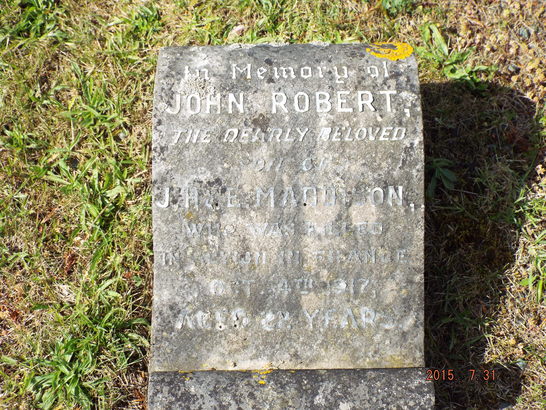 In Memory of
JOHN ROBERT,
THE DEARLY BELOVED
SON OF
J.H. & E.
WHO WAS KILLED
IN ACTION IN FRANCE
OCT 4TH 1917,
AGED YEARS
2015 7 31